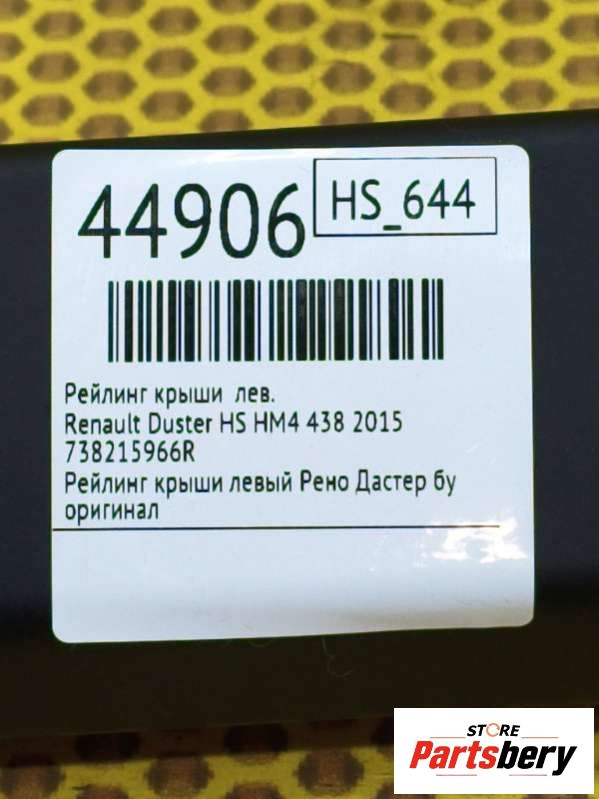 44906
HS_644
Рейлинг крыши лев.
Renault Duster HS HM4 438 2015
738215966R
Рейлинг крыши левый Рено Дастер бу
оригинал
STORE
Partsbery